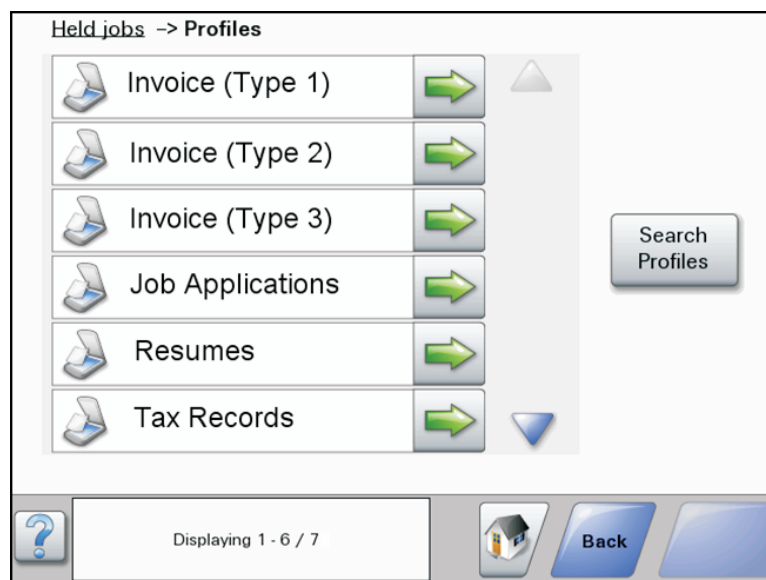 Held jobs -> Profiles
Invoice (Type 1)
Invoice (Type 2)
Invoice (Type 3)
Job Applications
Resumes
Tax Records
Search
Profiles
?
Displaying 1 - 6 / 7
Back